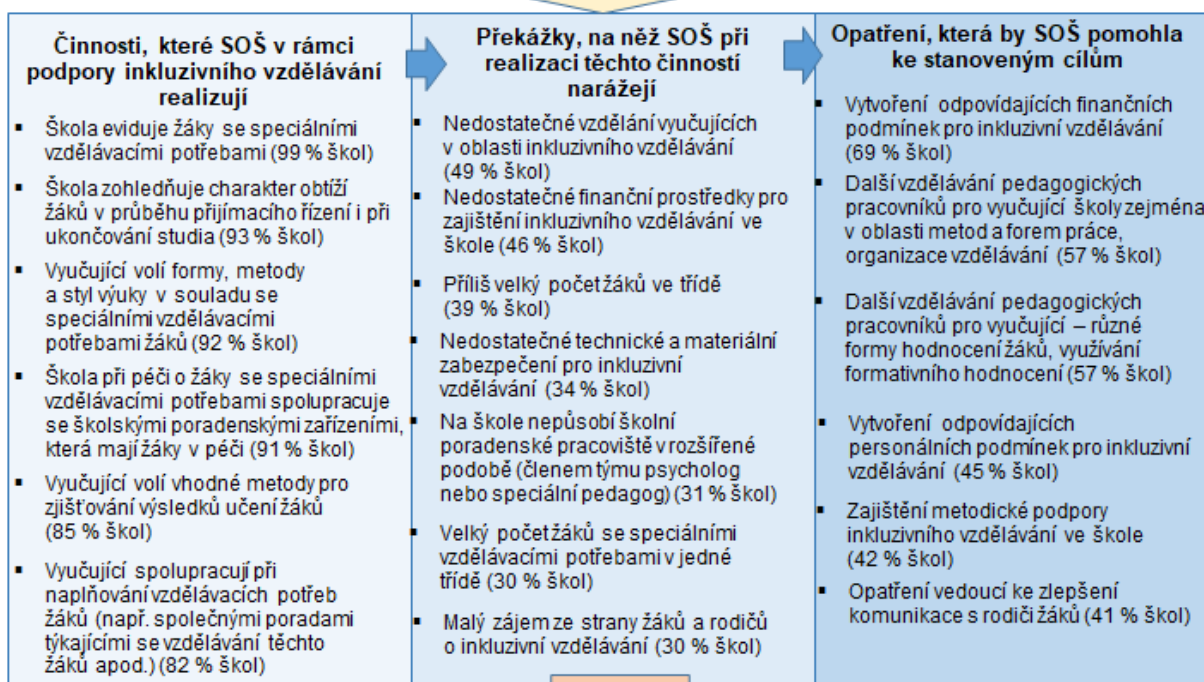 Činnosti, které SOŠ v rámci
podpory inkluzivního vzdělávání
realizují
▪ Škola eviduje žáky se speciálními
vzdělávacími potřebami (99 % škol)
▪ Škola zohledňuje charakter obtíží
žáků v průběhu přijímacího řízení i při
ukončování studia (93 % škol)
▪ Vyučující volí formy, metody
a styl výuky v souladu se
speciálními vzdělávacími
potřebami žáků (92 % škol)
▪ Škola při péči o žáky se speciálními
vzdělávacími potřebami spolupracuje
se školskými poradenskými zařízeními,
která mají žáky v péči (91 % škol)
▪ Vyučující volí vhodné metody pro
zjišťování výsledků učení žáků
(85 % škol)
▪ Vyučující spolupracují při
naplňování vzdělávacích potřeb
žáků (např. společnými poradami
týkajícími se vzdělávání těchto
žáků apod.) (82 % škol)
Překážky, na něž SOŠ při
realizaci těchto činností
narážejí
▪ Nedostatečné vzdělání vyučujících
v oblasti inkluzivního vzdělávání
(49 % škol)
▪ Nedostatečné finanční prostředky pro
zajištění inkluzivního vzdělávání ve
škole (46 % škol)
▪ Příliš velký počet žáků ve třídě
(39 % škol)
▪ Nedostatečné technické a materiální
zabezpečení pro inkluzivní
vzdělávání (34 % škol)
▪ Na škole nepůsobí školní
poradenské pracoviště v rozšířené
podobě (členem týmu psycholog
nebo speciální pedagog) (31 % škol)
▪ Velký počet žáků se speciálními
vzdělávacími potřebami v jedné
třídě (30 % škol)
▪ Malý zájem ze strany žáků a rodičů
o inkluzivní vzdělávání (30 % škol)
Opatření, která by SOŠ pomohla
ke stanoveným cílům
▪ Vytvoření odpovídajících finančních
podmínek pro inkluzivní vzdělávání
(69 % škol)
▪ Další vzdělávání pedagogických
pracovníků pro vyučující školy zejména
v oblasti metod a forem práce,
organizace vzdělávání (57 % škol)
▪ Další vzdělávání pedagogických
pracovníků pro vyučující – různé
formy hodnocení žáků, využívání
formativního hodnocení (57 % škol)
▪ Vytvoření odpovídajících
personálních podmínek pro inkluzivní
vzdělávání (45 % škol)
▪ Zajištění metodické podpory
inkluzivního vzdělávání ve škole
(42 % škol)
▪ Opatření vedoucí ke zlepšení
komunikace s rodiči žáků (41 % škol)